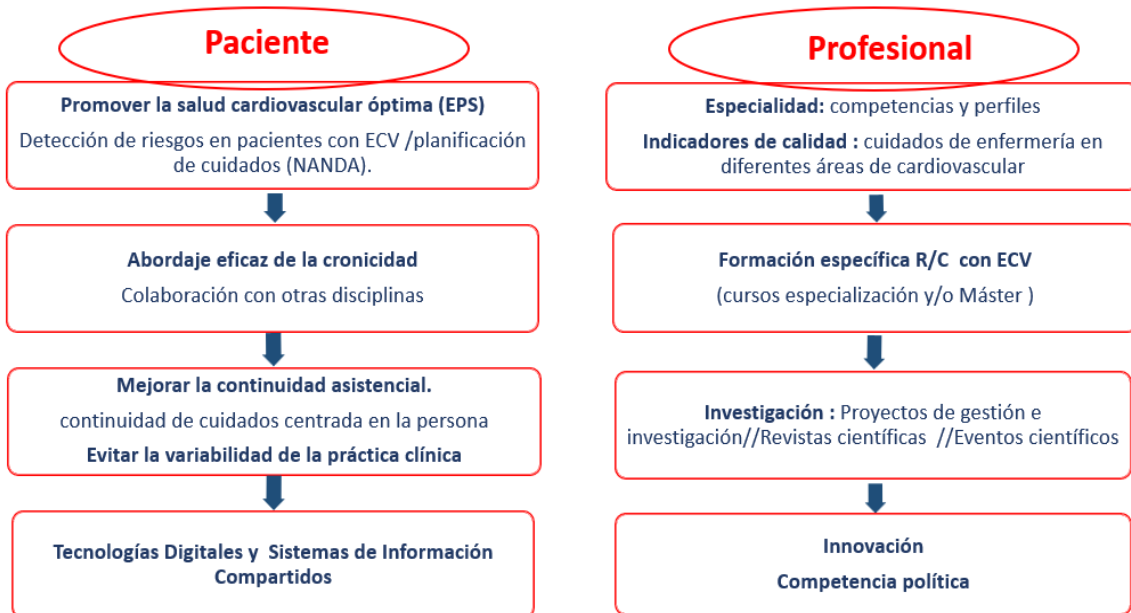 Paciente
Promover la salud cardiovascular óptima (EPS)
Detección de riesgos en pacientes con ECV /planificación
de cuidados (NANDA).
Abordaje eficaz de la cronicidad
Colaboración con otras disciplinas
Mejorar la continuidad asistencial.
continuidad de cuidados centrada en la persona
Evitar la variabilidad de la práctica clínica
Tecnologías Digitales y Sistemas de Información
Compartidos
Profesional
Especialidad: competencias y perfiles
Indicadores de calidad : cuidados de enfermería en
diferentes áreas de cardiovascular
Formación específica R/C con ECV
(cursos especialización y/o Máster )
Investigación : Proyectos de gestión e
investigación//Revistas científicas //Eventos científicos
Innovación
Competencia política